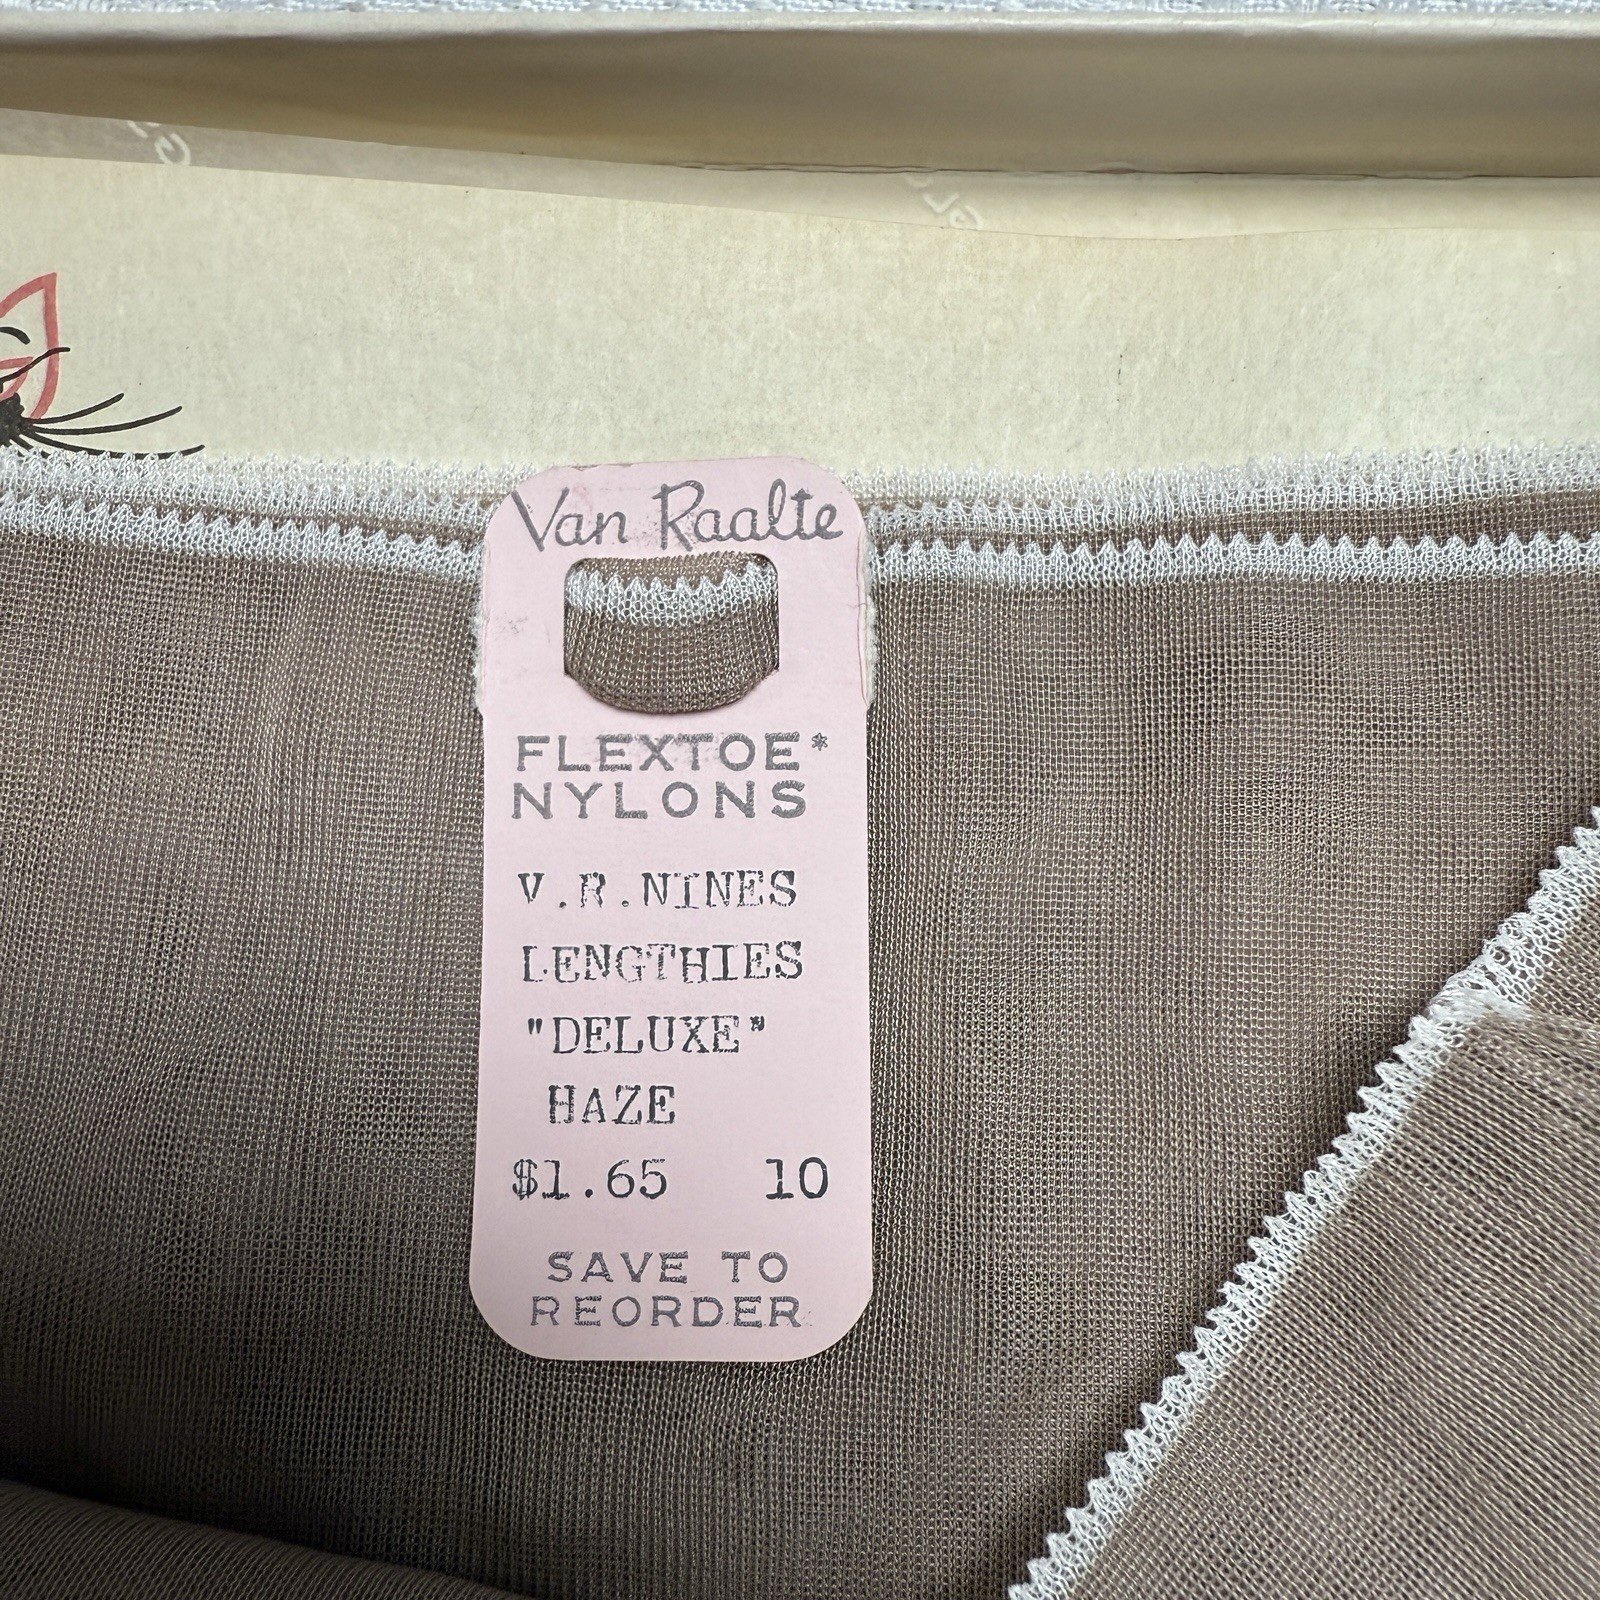 Van Raalte
FLEXTOE*
NYLONS
V.R.NINES
LENGTHIES
"DELUXE"
HAZE
$1.65 10
SAVE TO
REORDER